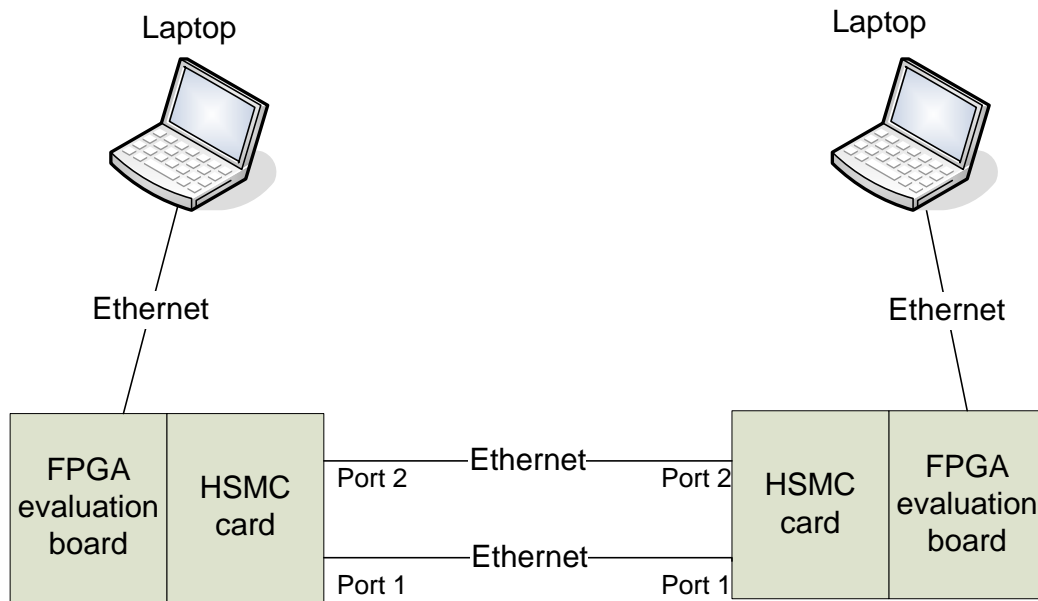 Laptop
Laptop
Ethernet
Ethernet
FPGA
evaluation
board
HSMC
card
Port 2
Ethernet
Port 2
Port 1
Ethernet
Port 1
HSMC
card
FPGA
evaluation
board